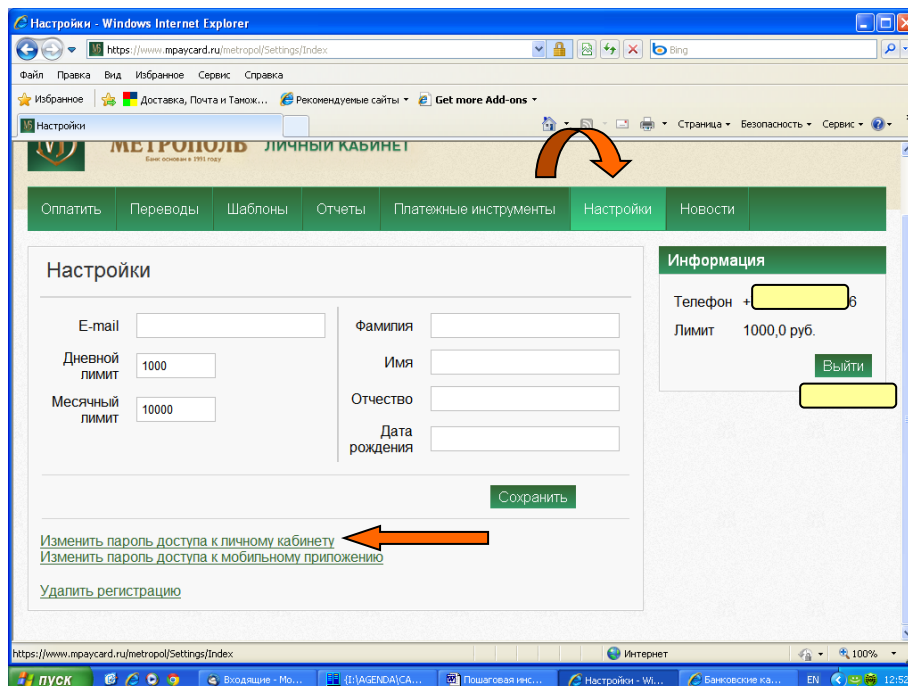 Настройки - Windows Internet Explorer
https://www.mpaycard.ru/metropol/Settings/Index
Bing
Файл Правка Вид Избранное Сервис Справка
Избранное Доставка, Почта и Тамож... Рекомендуемые сайты Get more Add-ons
Настройки Страница Безопасность Сервис
МЕТРОПОЛЬ ЛИЧНЫЙ КАБИНЕТ
Банк основан в 1991 году
Оплатить Переводы Шаблоны Отчеты Платежные инструменты Настройки Новости
Настройки
E-mail
Дневной лимит 1000
Месячный лимит 10000
Фамилия
Имя
Отчество
Дата рождения
Сохранить
Изменить пароль доступа к личному кабинету
Изменить пароль доступа к мобильному приложению
Удалить регистрацию
Информация
Телефон + 6
Лимит 1000,0 руб.
Выйти
https://www.mpaycard.ru/metropol/Settings/Index Интернет 100%
пуск Входящие - Mo... {I:\AGENDA\CA... Пошаговая инс... Настройки - Wi... Банковские ка... EN 12:52